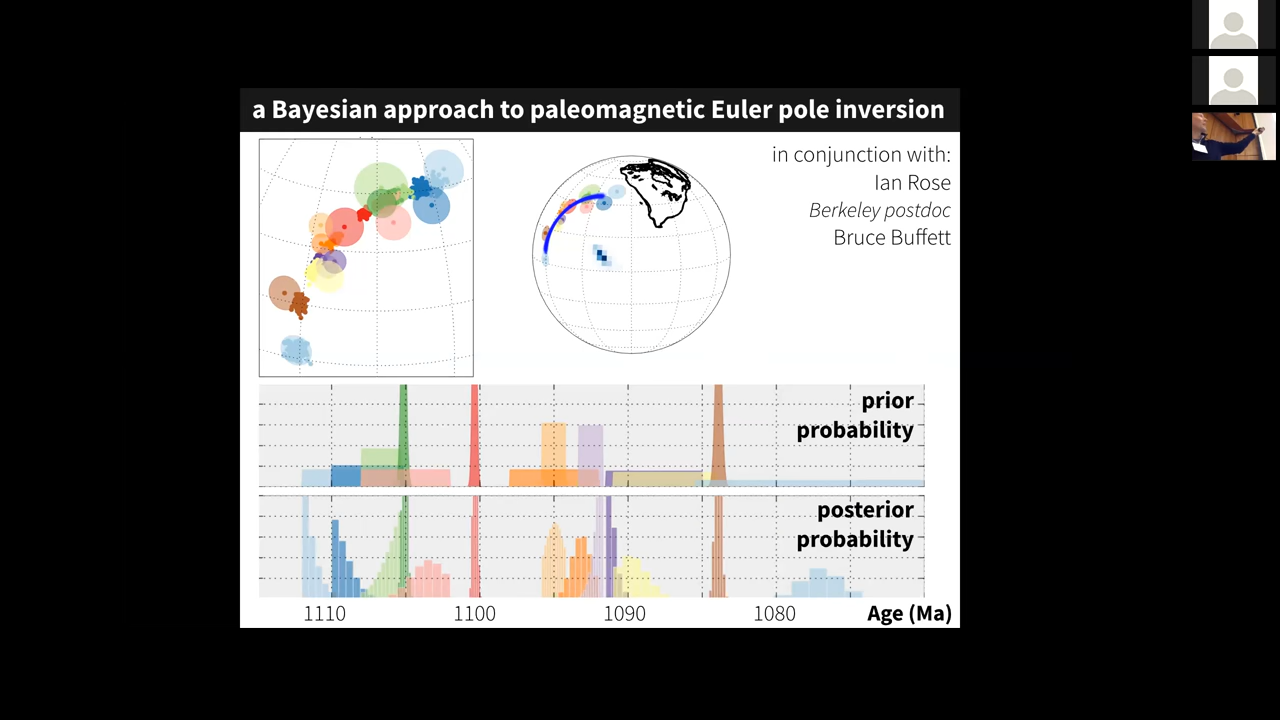 a Bayesian approach to paleomagnetic Euler pole inversion
in conjunction with:
Ian Rose
Berkeley postdoc
Bruce Buffett
prior
probability
posterior
probability
1110 1100 1090 1080 Age (Ma)